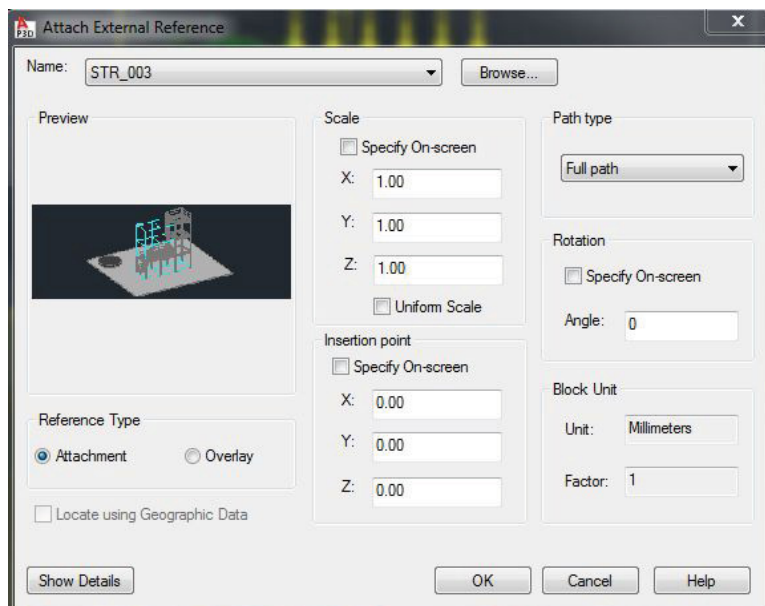 P3D Attach External Reference X
Name: STR_003 Browse...
Preview
Scale
Specify On-screen
X: 1.00
Y: 1.00
Z: 1.00
Uniform Scale
Insertion point
Specify On-screen
X: 0.00
Y: 0.00
Z: 0.00
Path type
Full path
Rotation
Specify On-screen
Angle: 0
Reference Type
Attachment Overlay
Locate using Geographic Data
Block Unit
Unit: Millimeters
Factor: 1
Show Details OK Cancel Help